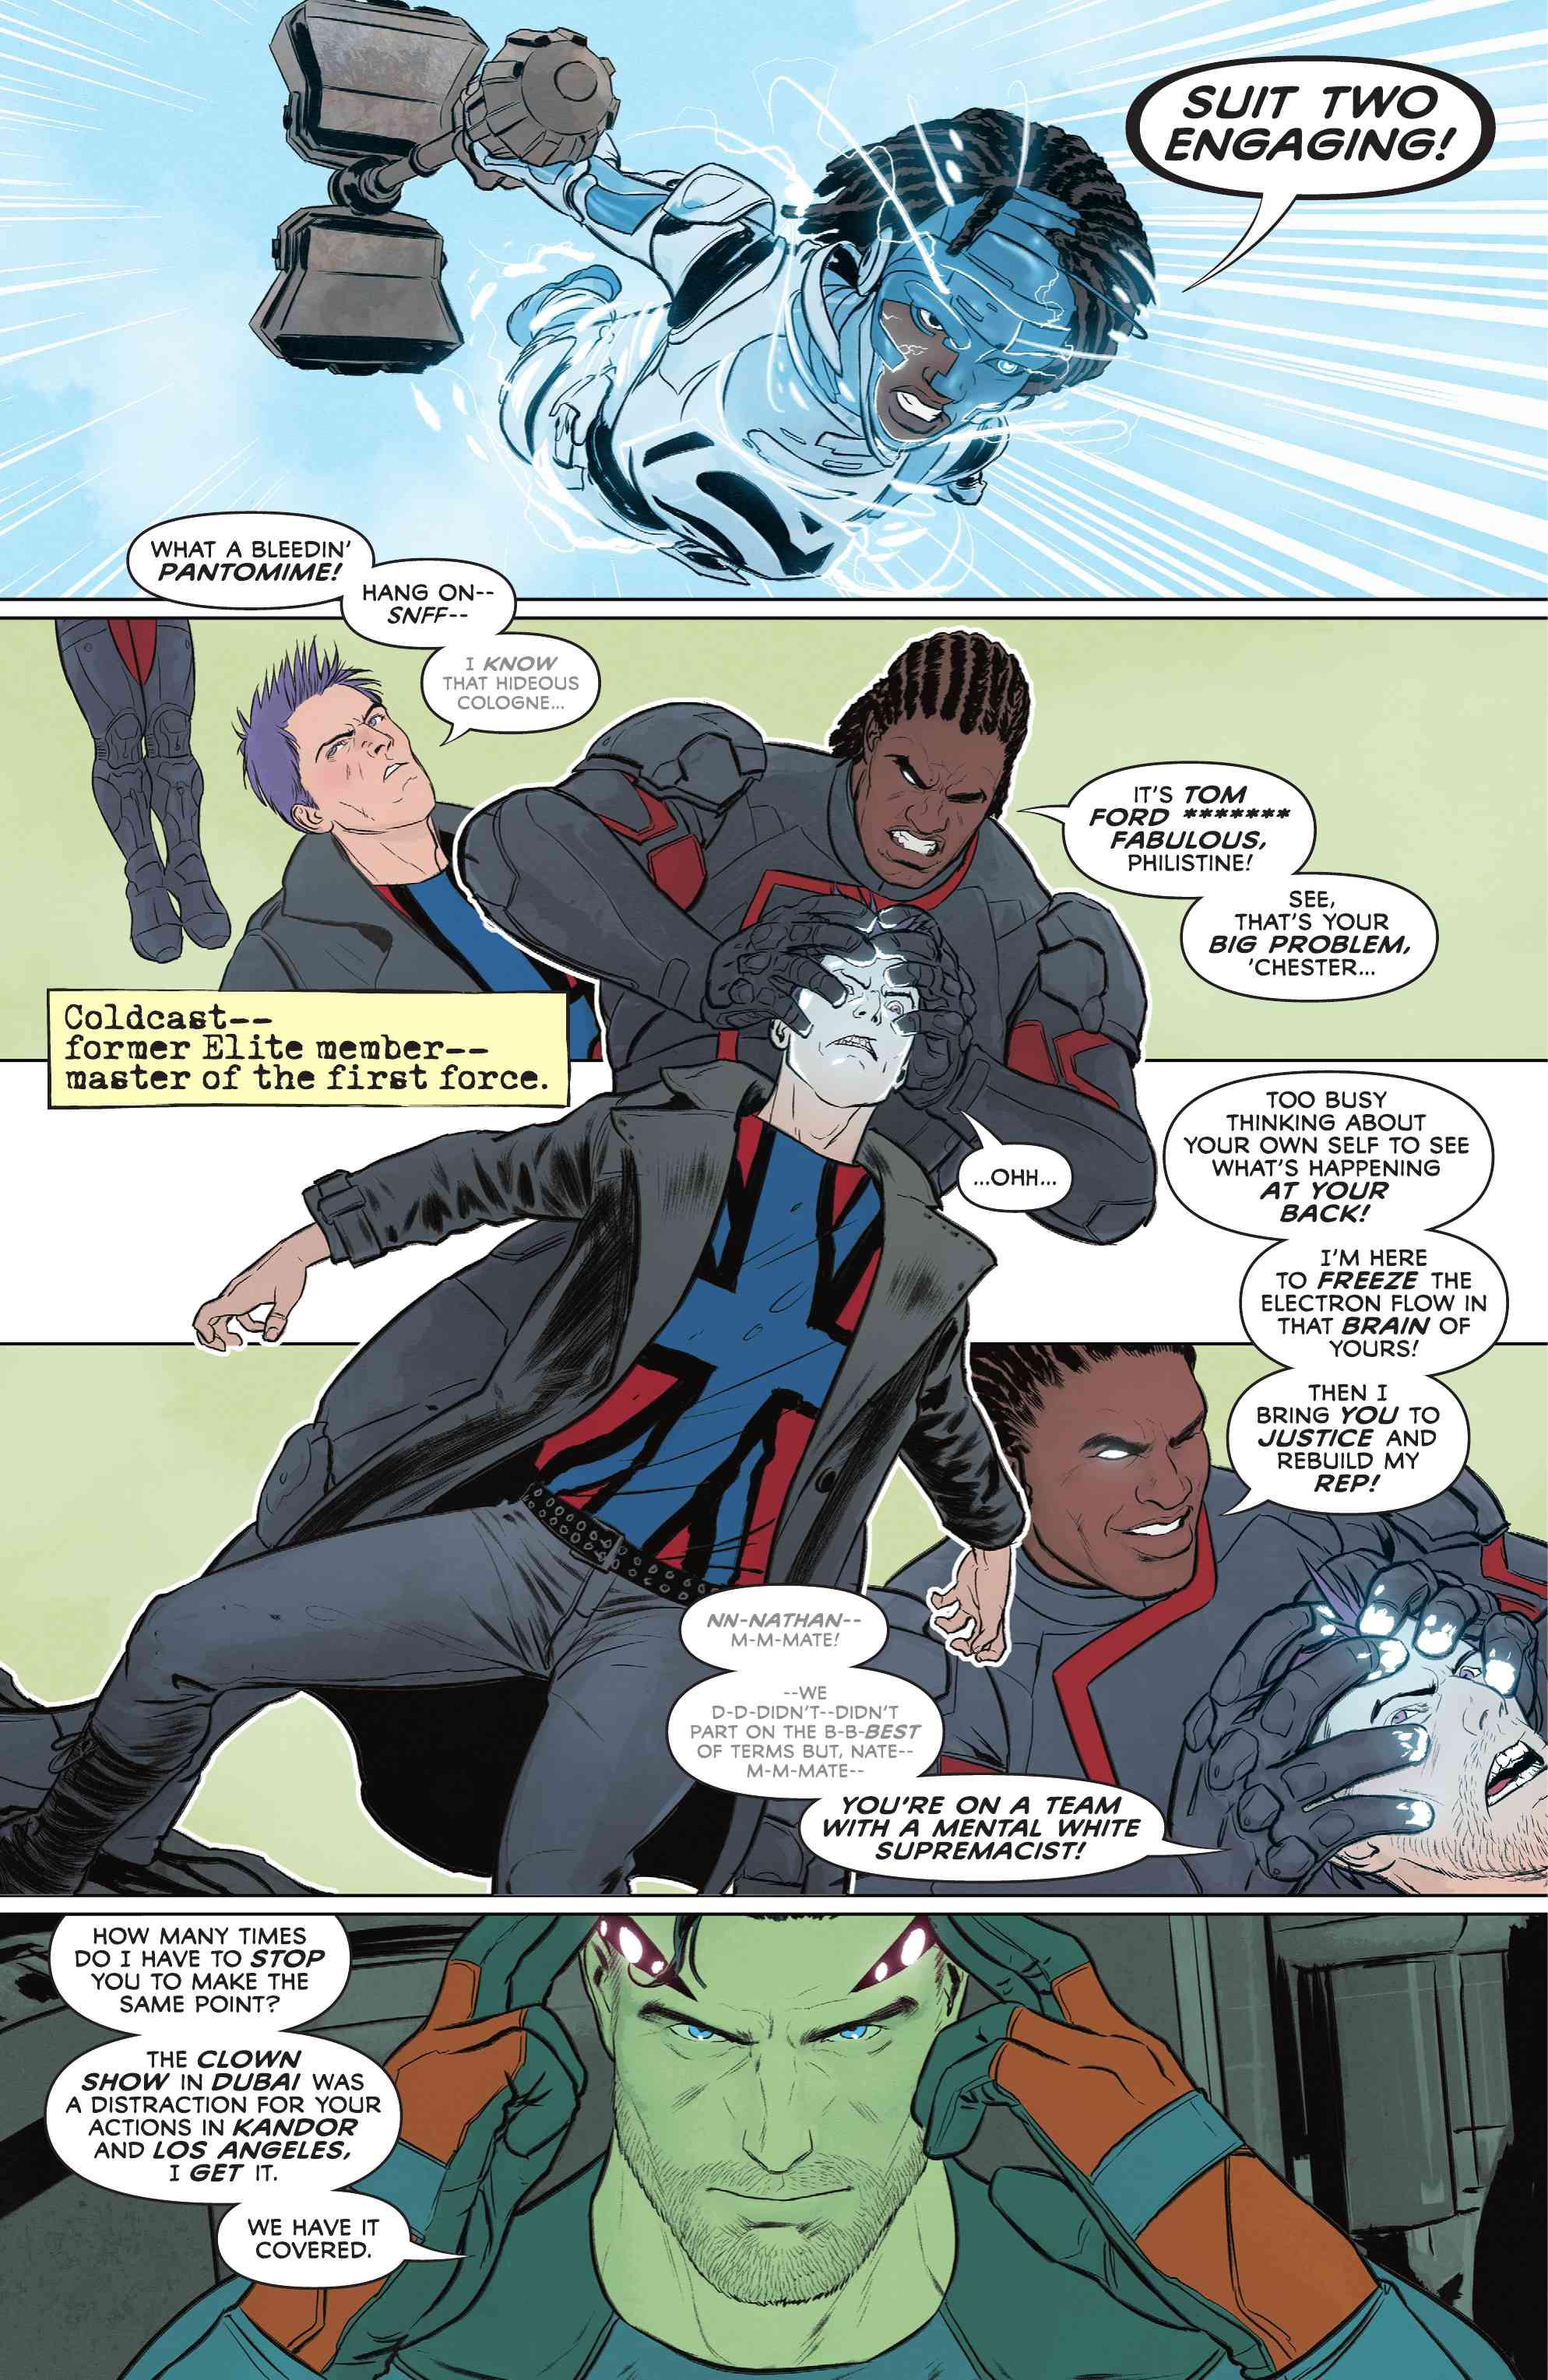 SUIT TWO
ENGAGING!
WHAT A BLEEDIN'
PANTOMIME!
HANG ON--
SNFF--
I KNOW
THAT HIDEOUS
COLOGNE...
IT'S TOM
FORD *******
FABULOUS,
PHILISTINE!
SEE,
THAT'S YOUR
BIG PROBLEM,
'CHESTER...
Coldcast--
former Elite member--
master of the first force.
...OHH...
TOO BUSY
THINKING ABOUT
YOUR OWN SELF TO SEE
WHAT'S HAPPENING
AT YOUR
BACK!
I'M HERE
TO FREEZE THE
ELECTRON FLOW IN
THAT BRAIN OF
YOURS!
THEN I
BRING YOU TO
JUSTICE AND
REBUILD MY
REP!
NN-NATHAN--
M-M-MATE!
--WE
D-D-DIDN'T--DIDN'T
PART ON THE B-B-BEST
OF TERMS BUT, NATE--
M-M-MATE--
YOU'RE ON A TEAM
WITH A MENTAL WHITE
SUPREMACIST!
HOW MANY TIMES
DO I HAVE TO STOP
YOU TO MAKE THE
SAME POINT?
THE CLOWN
SHOW IN DUBAI WAS
A DISTRACTION FOR YOUR
ACTIONS IN KANDOR
AND LOS ANGELES,
I GET IT.
WE HAVE IT
COVERED.